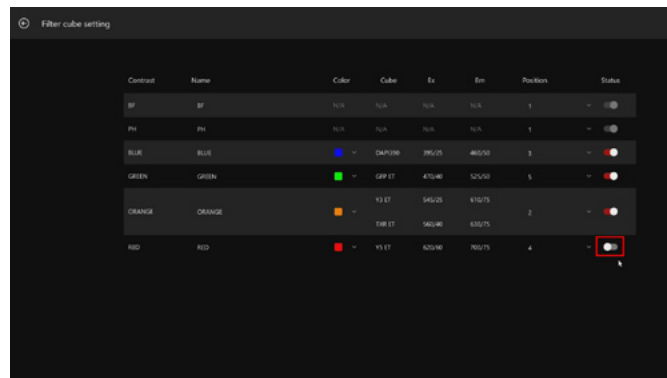 Filter cube setting
Contrast Name Color Cube Ex Em Position Status
BF BF N/A N/A N/A N/A 1
PH PH N/A N/A N/A N/A 1
BLUE BLUE 395/25 460/50 3
GREEN GREEN GFP ET 470/40 525/50 5
Y3 ET 545/25 610/75
ORANGE ORANGE 2
TXR ET 560/40 630/75
RED RED Y5 ET 620/60 700/75 4